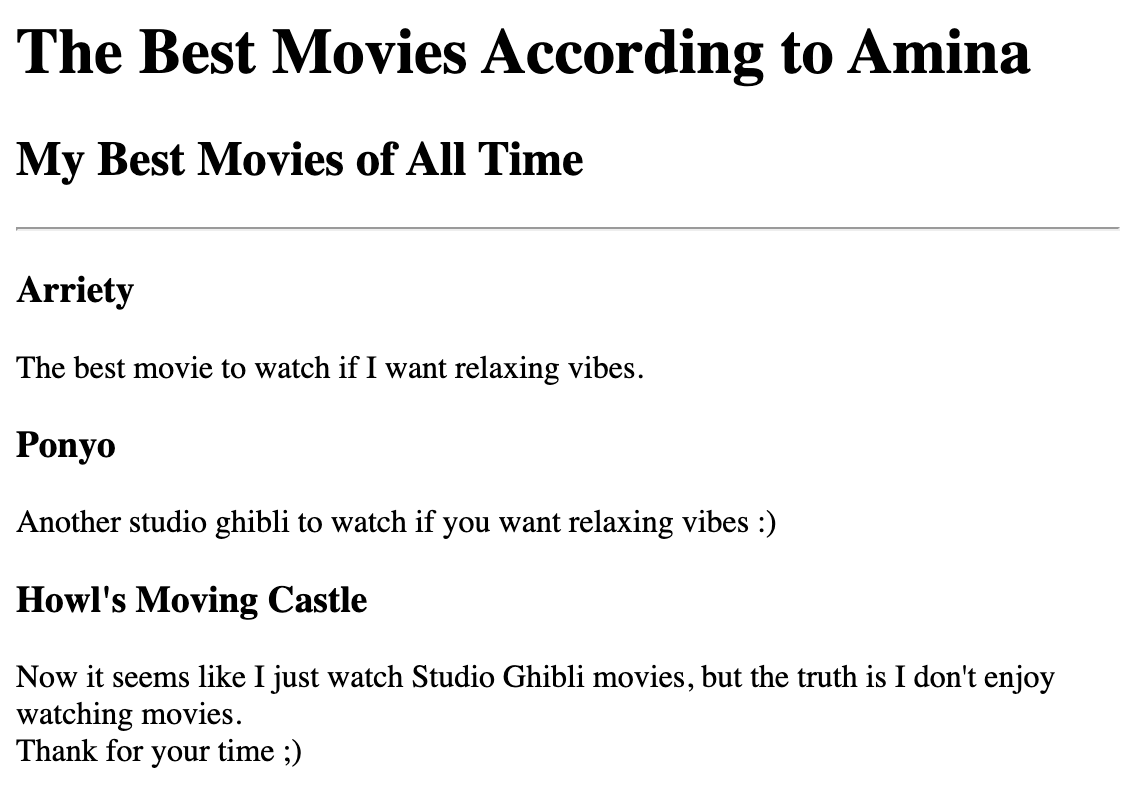 The Best Movies According to Amina
My Best Movies of All Time
Arriety
The best movie to watch if I want relaxing vibes.
Ponyo
Another studio ghibli to watch if you want relaxing vibes :)
Howl's Moving Castle
Now it seems like I just watch Studio Ghibli movies, but the truth is I don't enjoy
watching movies.
Thank for your time ;)